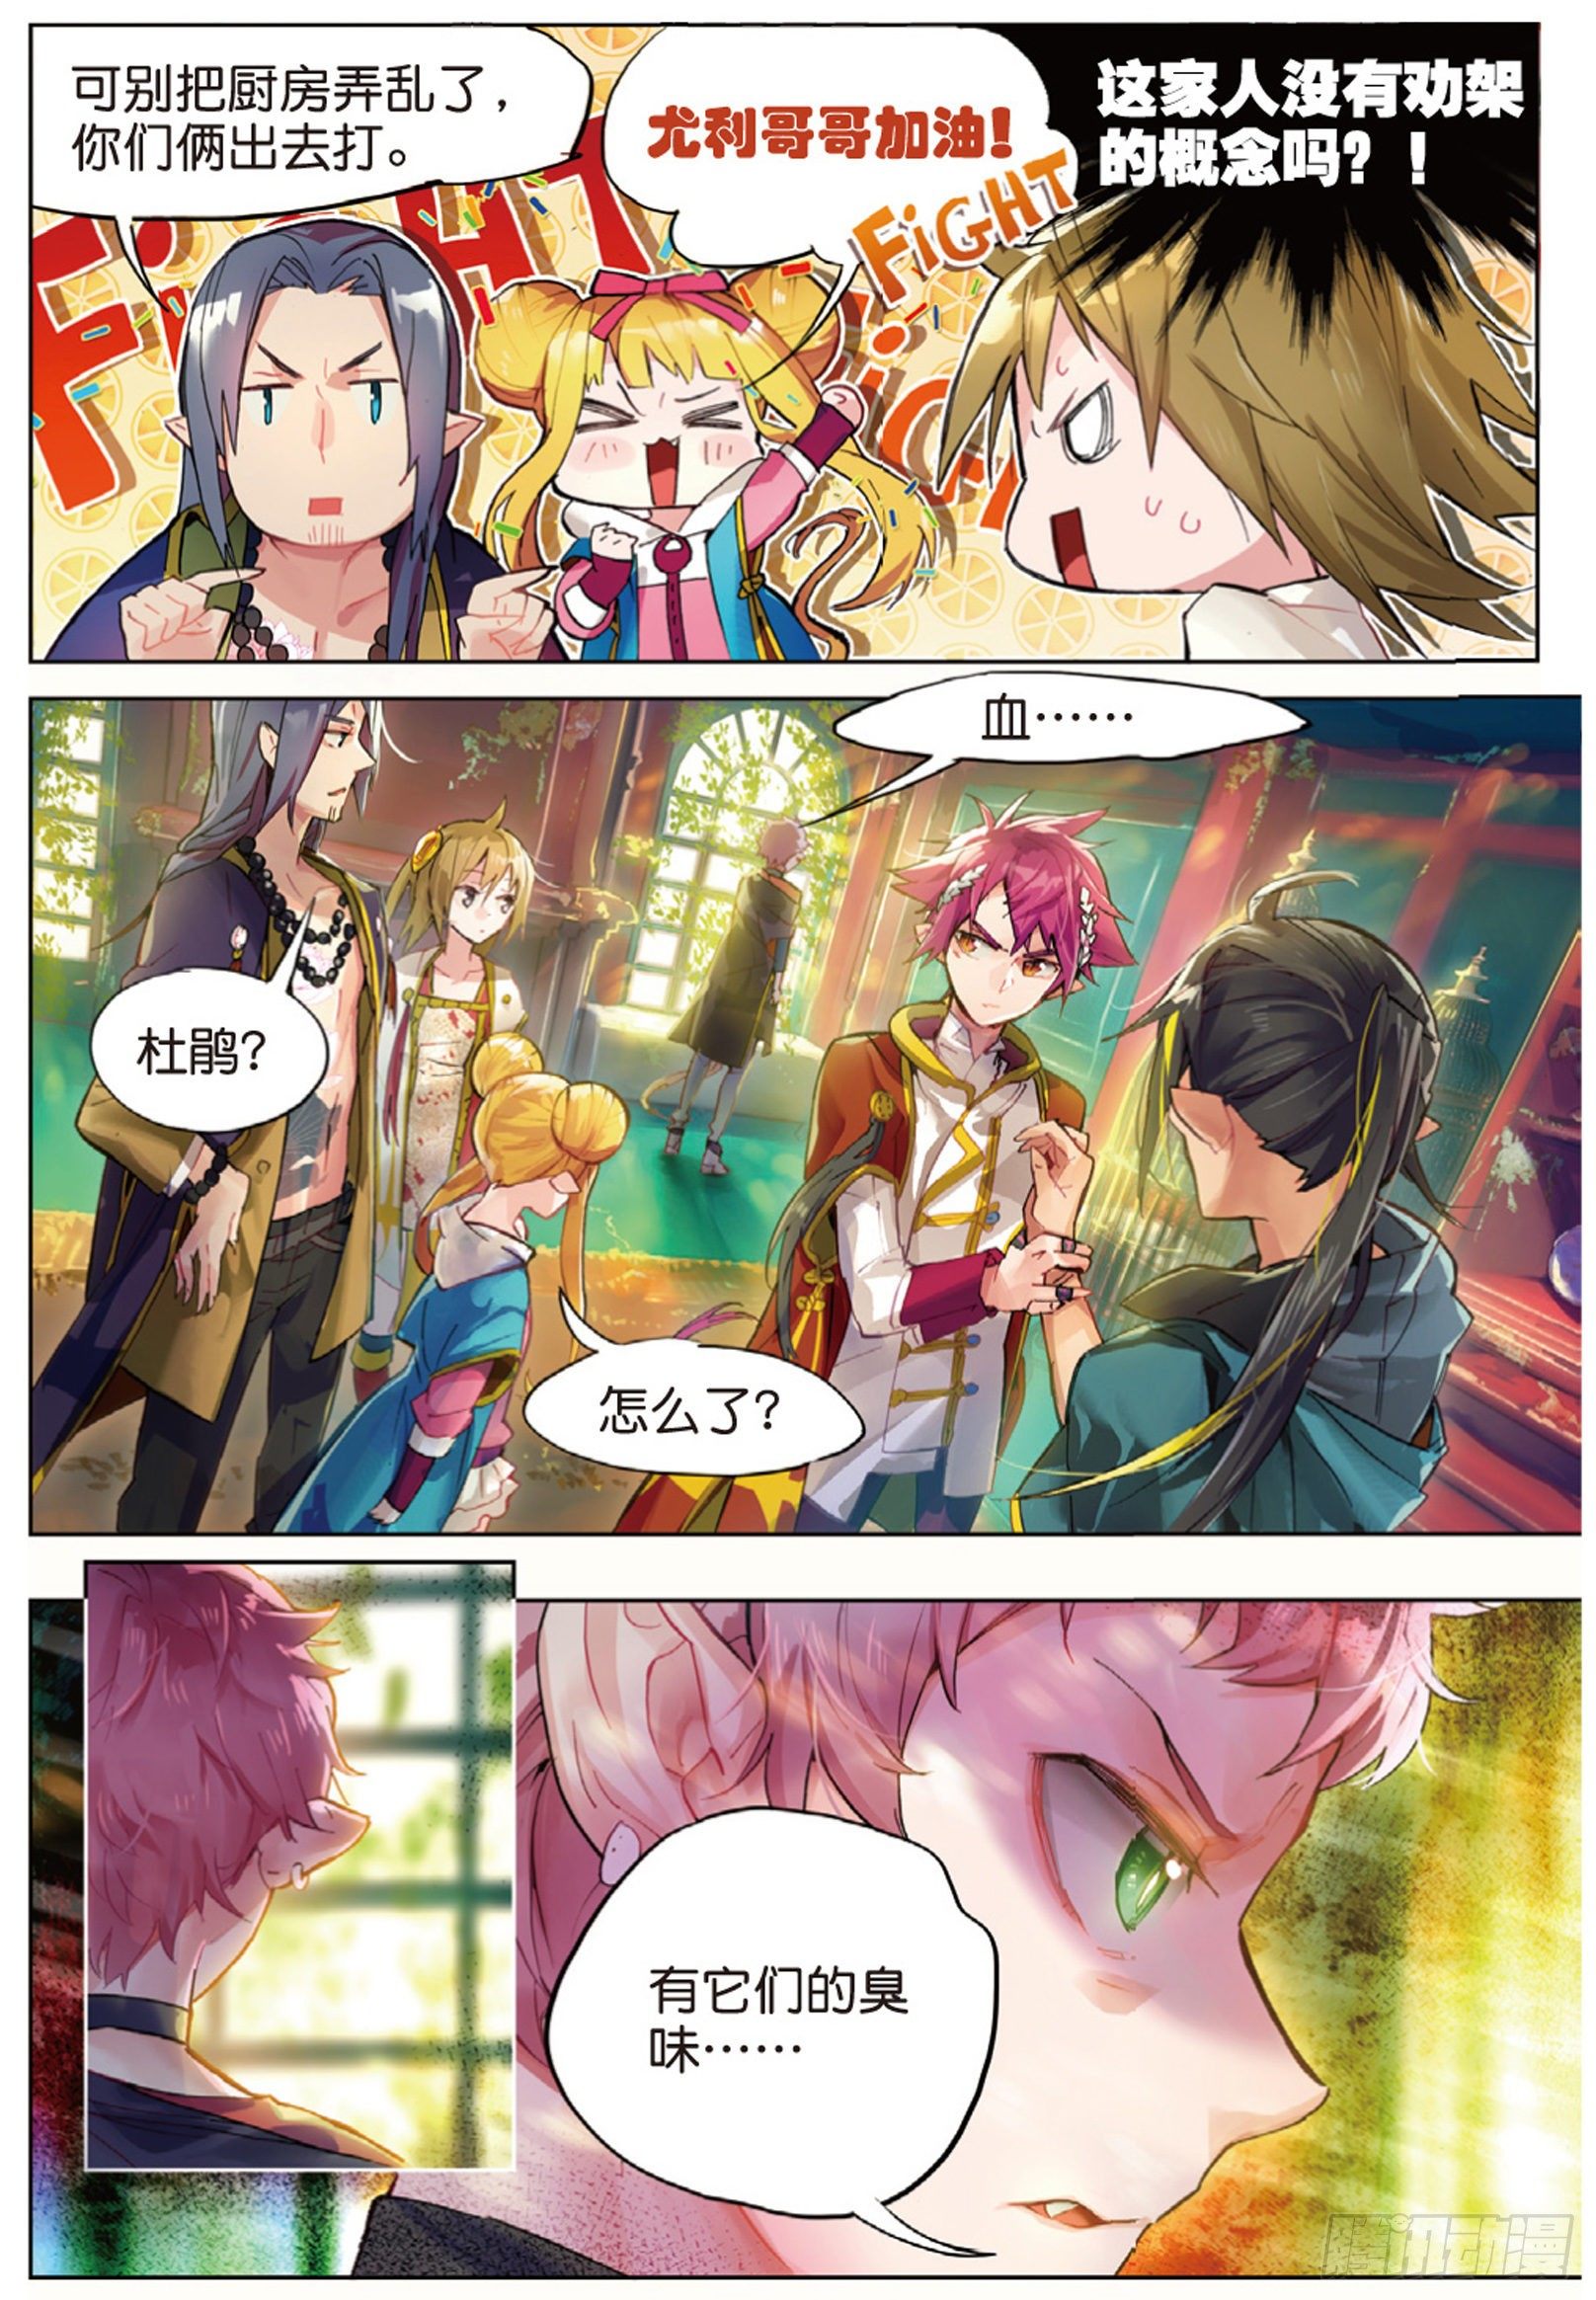 可别把厨房弄乱了，
你们俩出去打。
尤利哥哥加油！
这家人没有劝架
的概念吗？！
FiGHT
FiGHT
血……
杜鹃？
怎么了？
有它们的臭
味……
腾讯动漫